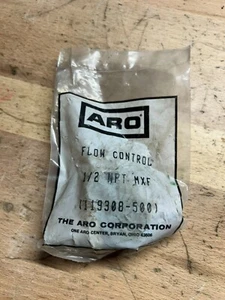 ARO
FLOW CONTROL
1/2 NPT MXF
(119308-500)
THE ARO CORPORATION
ONE ARO CENTER, BRYAN, OHIO 43506